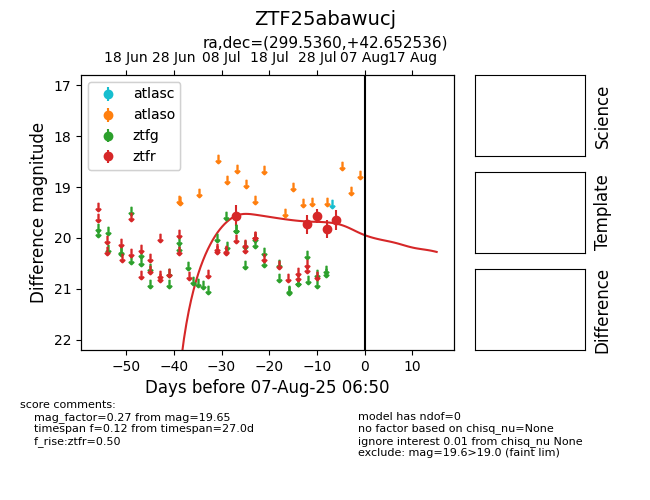 ZTF25abawucj
ra,dec=(299.5360,+42.652536)
18 Jun 28 Jun 08 Jul 18 Jul 28 Jul 07 Aug 17 Aug
atlasc
atlaso
ztfg
ztfr
17
18
19
20
21
22
Difference magnitude
−50 −40 −30 −20 −10 0 10
Days before 07-Aug-25 06:50
Science
Template
Difference
score comments:
mag_factor=0.27 from mag=19.65
timespan f=0.12 from timespan=27.0d
f_rise:ztfr=0.50
model has ndof=0
no factor based on chisq_nu=None
ignore interest 0.01 from chisq_nu None
exclude: mag=19.6>19.0 (faint lim)